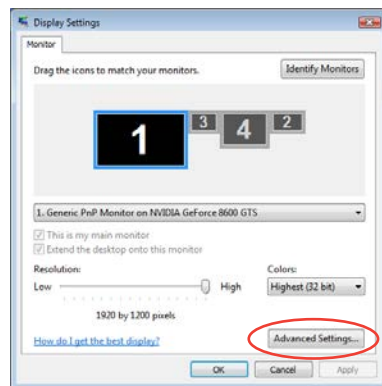 Display Settings
Monitor
Drag the icons to match your monitors.
Identify Monitors
1
3
4
2
1. Generic PnP Monitor on NVIDIA GeForce 8600 GTS
This is my main monitor
Extend the desktop onto this monitor
Resolution:
Colors:
Low
High
Highest (32 bit)
1920 by 1200 pixels
How do I get the best display?
Advanced Settings...
OK
Cancel
Apply